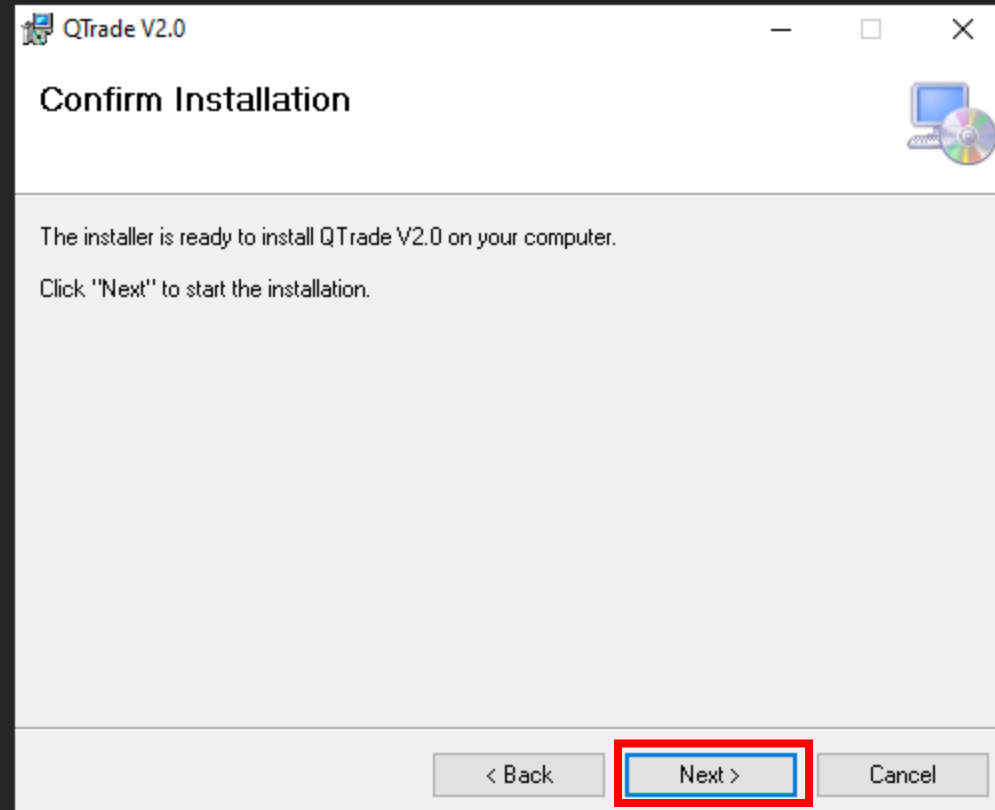 QTrade V2.0
Confirm Installation
The installer is ready to install QTrade V2.0 on your computer.
Click "Next" to start the installation.
< Back
Next >
Cancel